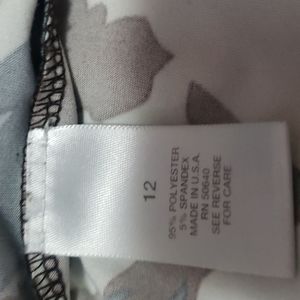 12
95% POLYESTER
5% SPANDEX
MADE IN U.S.A.
RN 50640
SEE REVERSE
FOR CARE